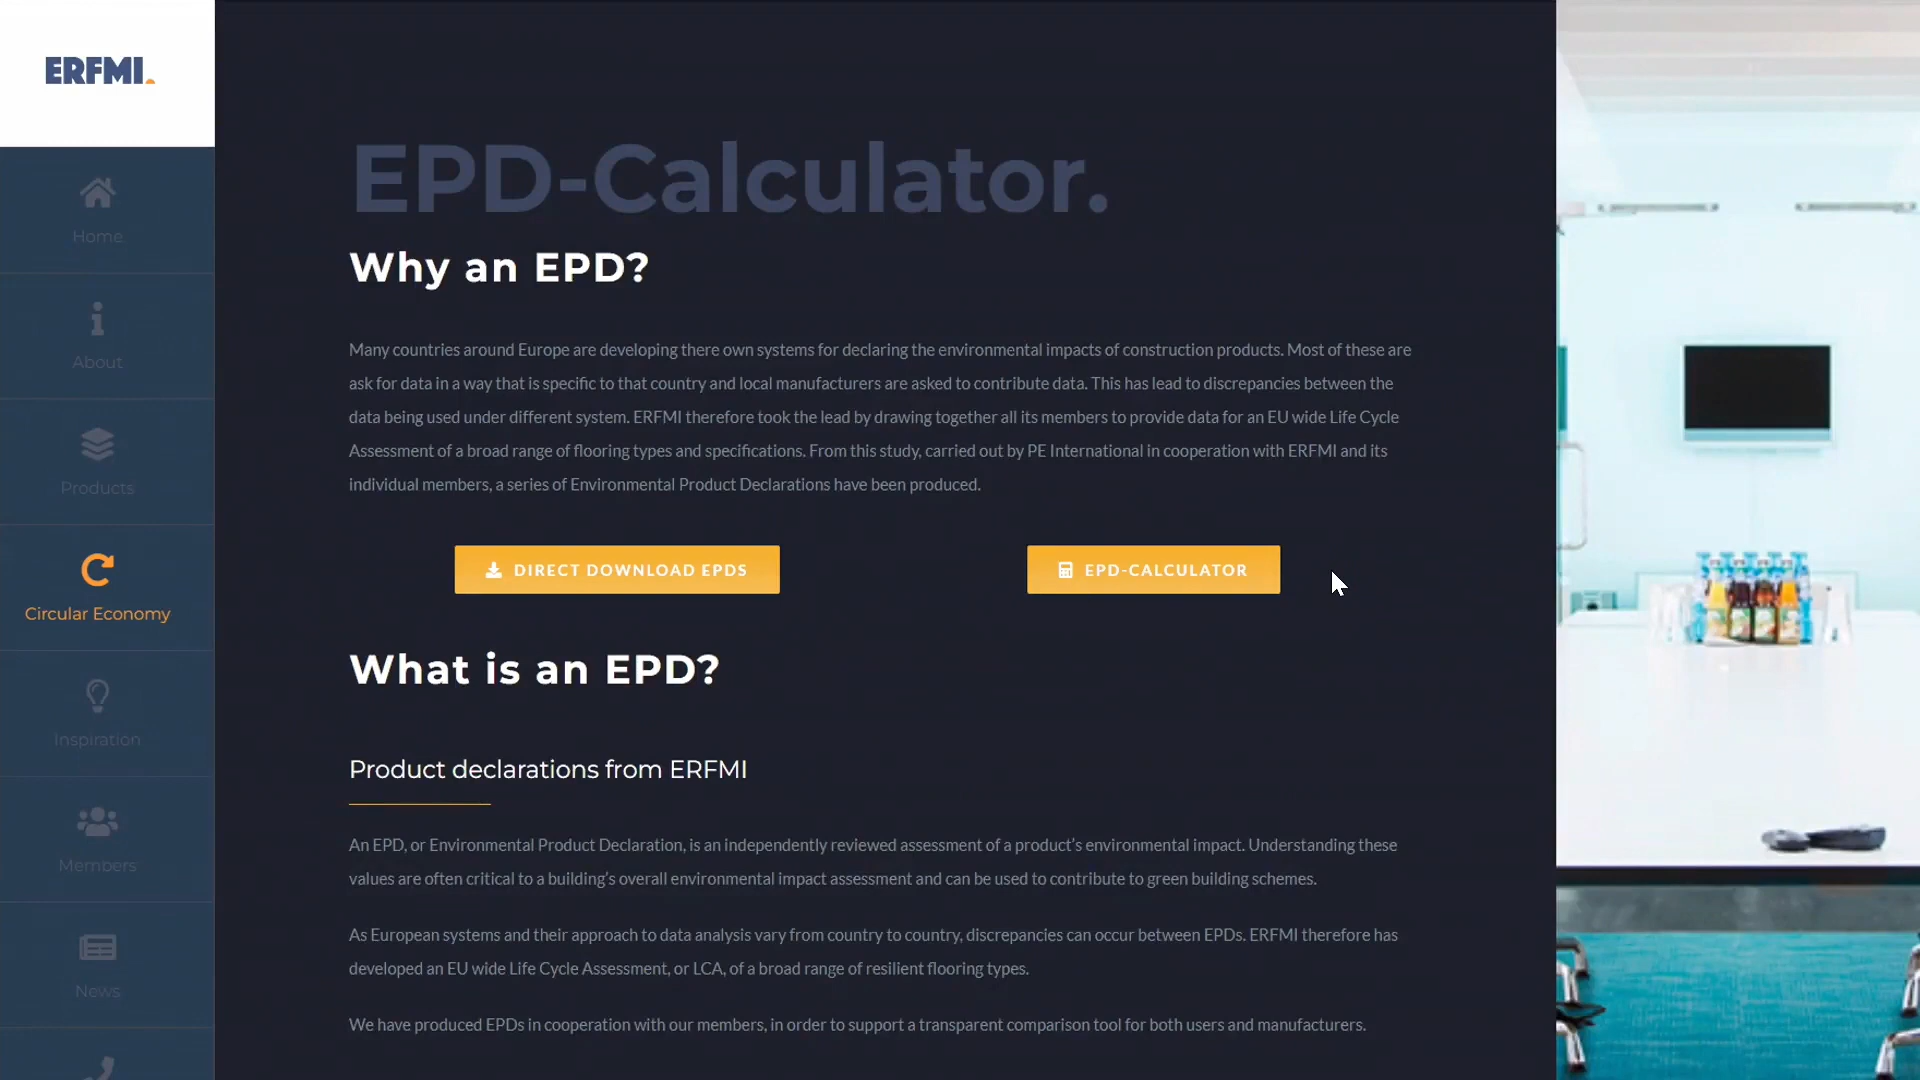 ERFMI.
Home
About
Products
Circular Economy
Inspiration
Members
News
EPD-Calculator.
Why an EPD?
Many countries around Europe are developing there own systems for declaring the environmental impacts of construction products. Most of these are
ask for data in a way that is specific to that country and local manufacturers are asked to contribute data. This has lead to discrepancies between the
data being used under different system. ERFMI therefore took the lead by drawing together all its members to provide data for an EU wide Life Cycle
Assessment of a broad range of flooring types and specifications. From this study, carried out by PE International in cooperation with ERFMI and its
individual members, a series of Environmental Product Declarations have been produced.
DIRECT DOWNLOAD EPDS
EPD-CALCULATOR
What is an EPD?
Product declarations from ERFMI
An EPD, or Environmental Product Declaration, is an independently reviewed assessment of a product's environmental impact. Understanding these
values are often critical to a building's overall environmental impact assessment and can be used to contribute to green building schemes.
As European systems and their approach to data analysis vary from country to country, discrepancies can occur between EPDs. ERFMI therefore has
developed an EU wide Life Cycle Assessment, or LCA, of a broad range of resilient flooring types.
We have produced EPDs in cooperation with our members, in order to support a transparent comparison tool for both users and manufacturers.